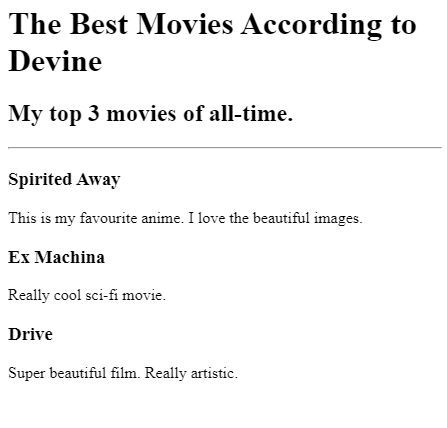 The Best Movies According to
Devine
My top 3 movies of all-time.
Spirited Away
This is my favourite anime. I love the beautiful images.
Ex Machina
Really cool sci-fi movie.
Drive
Super beautiful film. Really artistic.